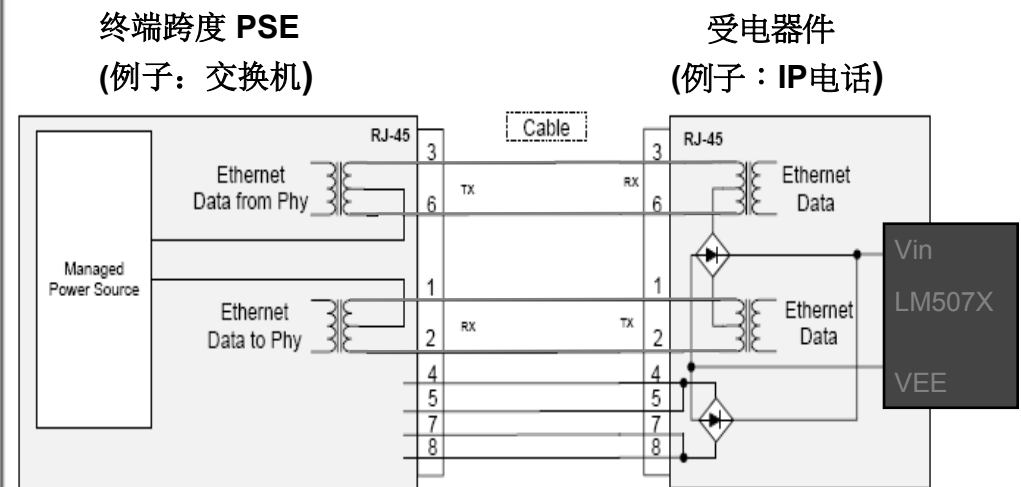 终端跨度 PSE
(例子：交换机)
受电器件
(例子：IP电话)
Cable
RJ-45
RJ-45
3
3
Ethernet
Data from Phy
TX
RX
Ethernet
Data
6
6
Managed
Power Source
Vin
LM507X
VEE
1
1
Ethernet
Data to Phy
RX
TX
Ethernet
Data
2
2
4
4
5
5
7
7
8
8